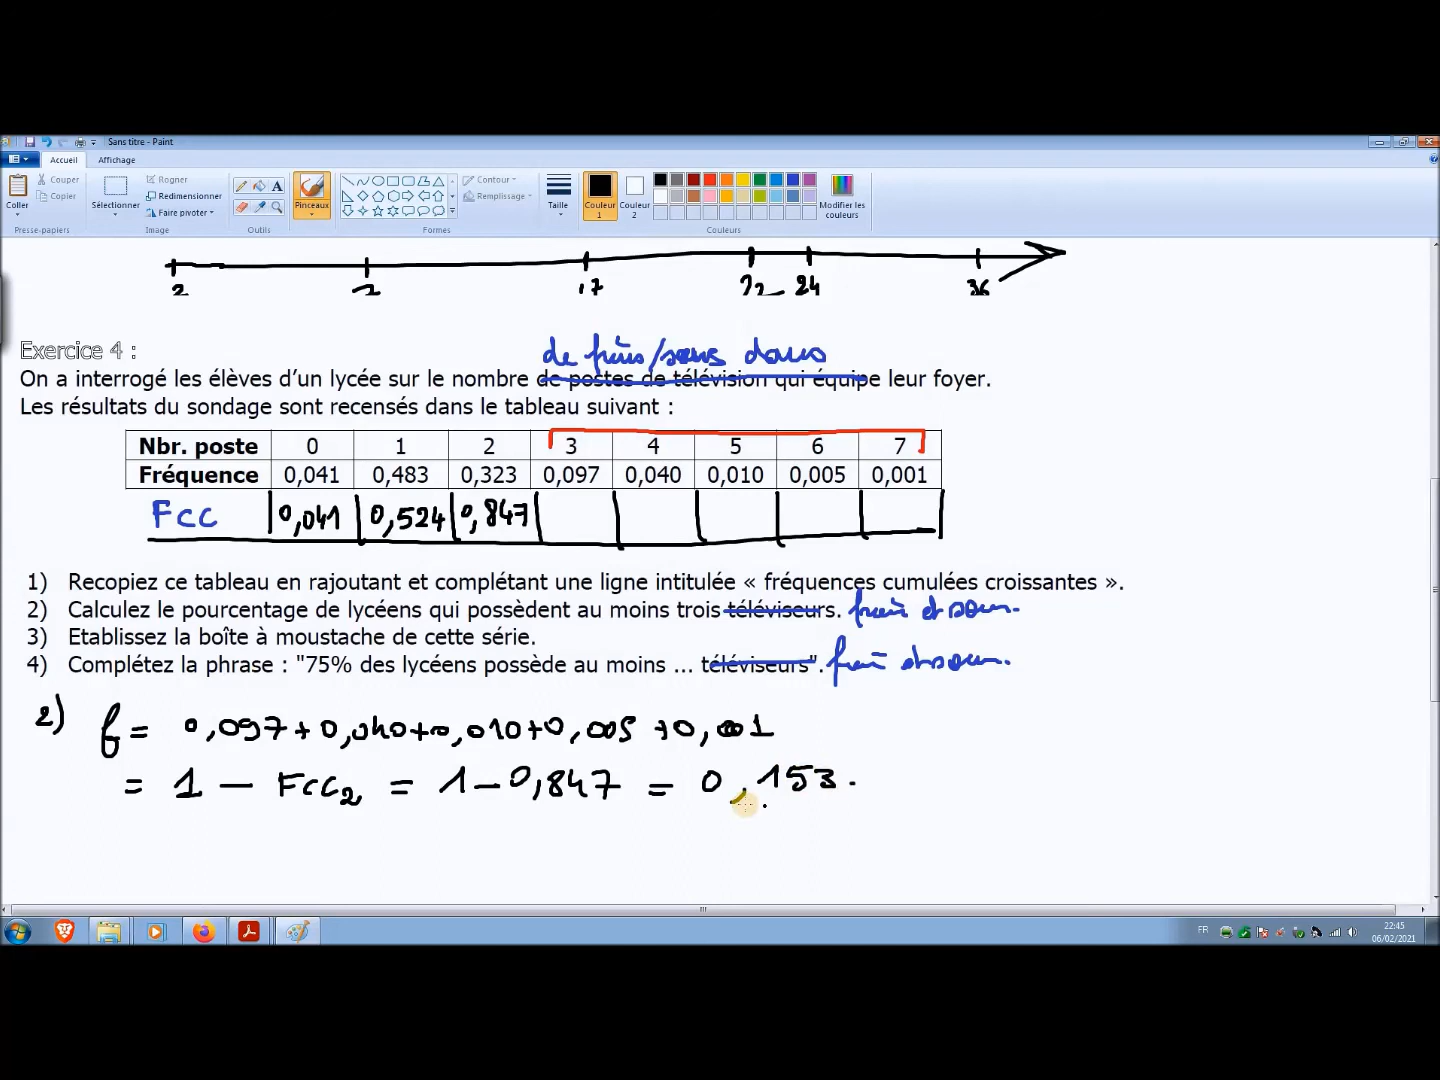 Sans titre - Paint
Accueil Affichage
Coller
Couper
Copier
Presse-papiers
Sélectionner
Rogner
Redimensionner
Faire pivoter
Image
Pinceaux
Outils
Formes
Contour
Remplissage
Taille
Couleur 1
Couleur 2
Modifier les couleurs
Couleurs
17 22 24 36
Exercice 4 :
de frères/sœurs dans
On a interrogé les élèves d'un lycée sur le nombre de postes de télévision qui équipe leur foyer.
Les résultats du sondage sont recensés dans le tableau suivant :
Nbr. poste 0 1 2 3 4 5 6 7
Fréquence 0,041 0,483 0,323 0,097 0,040 0,010 0,005 0,001
FCC 0,041 0,524 0,847
1) Recopiez ce tableau en rajoutant et complétant une ligne intitulée « fréquences cumulées croissantes ».
2) Calculez le pourcentage de lycéens qui possèdent au moins trois téléviseurs.
3) Etablissez la boîte à moustache de cette série.
4) Complétez la phrase : "75% des lycéens possède au moins ... téléviseurs".
2) f = 0,097+0,040+0,010+0,005+0,001
= 1 - FCC2 = 1-0,847 = 0,153.
FR 22:45
06/02/2021